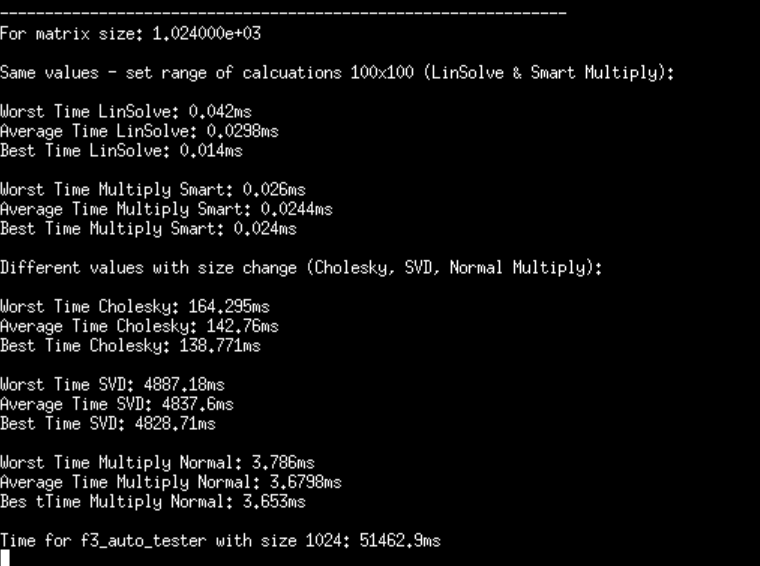 ---------------------------------------------------------------
For matrix size: 1.024000e+03
Same values - set range of calcuations 100x100 (LinSolve & Smart Multiply):
Worst Time LinSolve: 0.042ms
Average Time LinSolve: 0.0298ms
Best Time LinSolve: 0.014ms
Worst Time Multiply Smart: 0.026ms
Average Time Multiply Smart: 0.0244ms
Best Time Multiply Smart: 0.024ms
Different values with size change (Cholesky, SVD, Normal Multiply):
Worst Time Cholesky: 164.295ms
Average Time Cholesky: 142.76ms
Best Time Cholesky: 138.771ms
Worst Time SVD: 4887.18ms
Average Time SVD: 4837.6ms
Best Time SVD: 4828.71ms
Worst Time Multiply Normal: 3.786ms
Average Time Multiply Normal: 3.6798ms
Bes tTime Multiply Normal: 3.653ms
Time for f3_auto_tester with size 1024: 51462.9ms